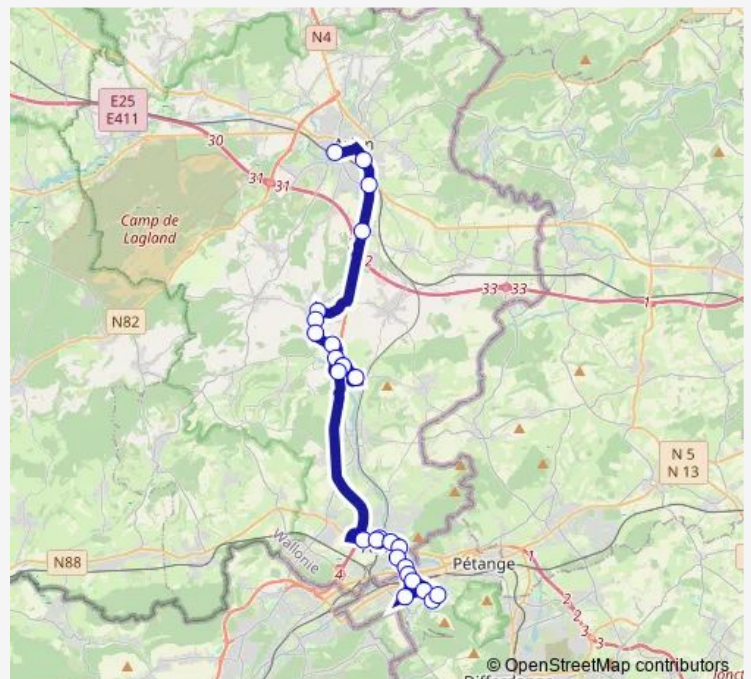 N4
E25
E411
30
31
31
Camp de
Lagland
2
33
33
1
N82
N 5
N 13
Wallonie
N88
4
Pétange
1
2
2
3
3
© OpenStreetMap contributors